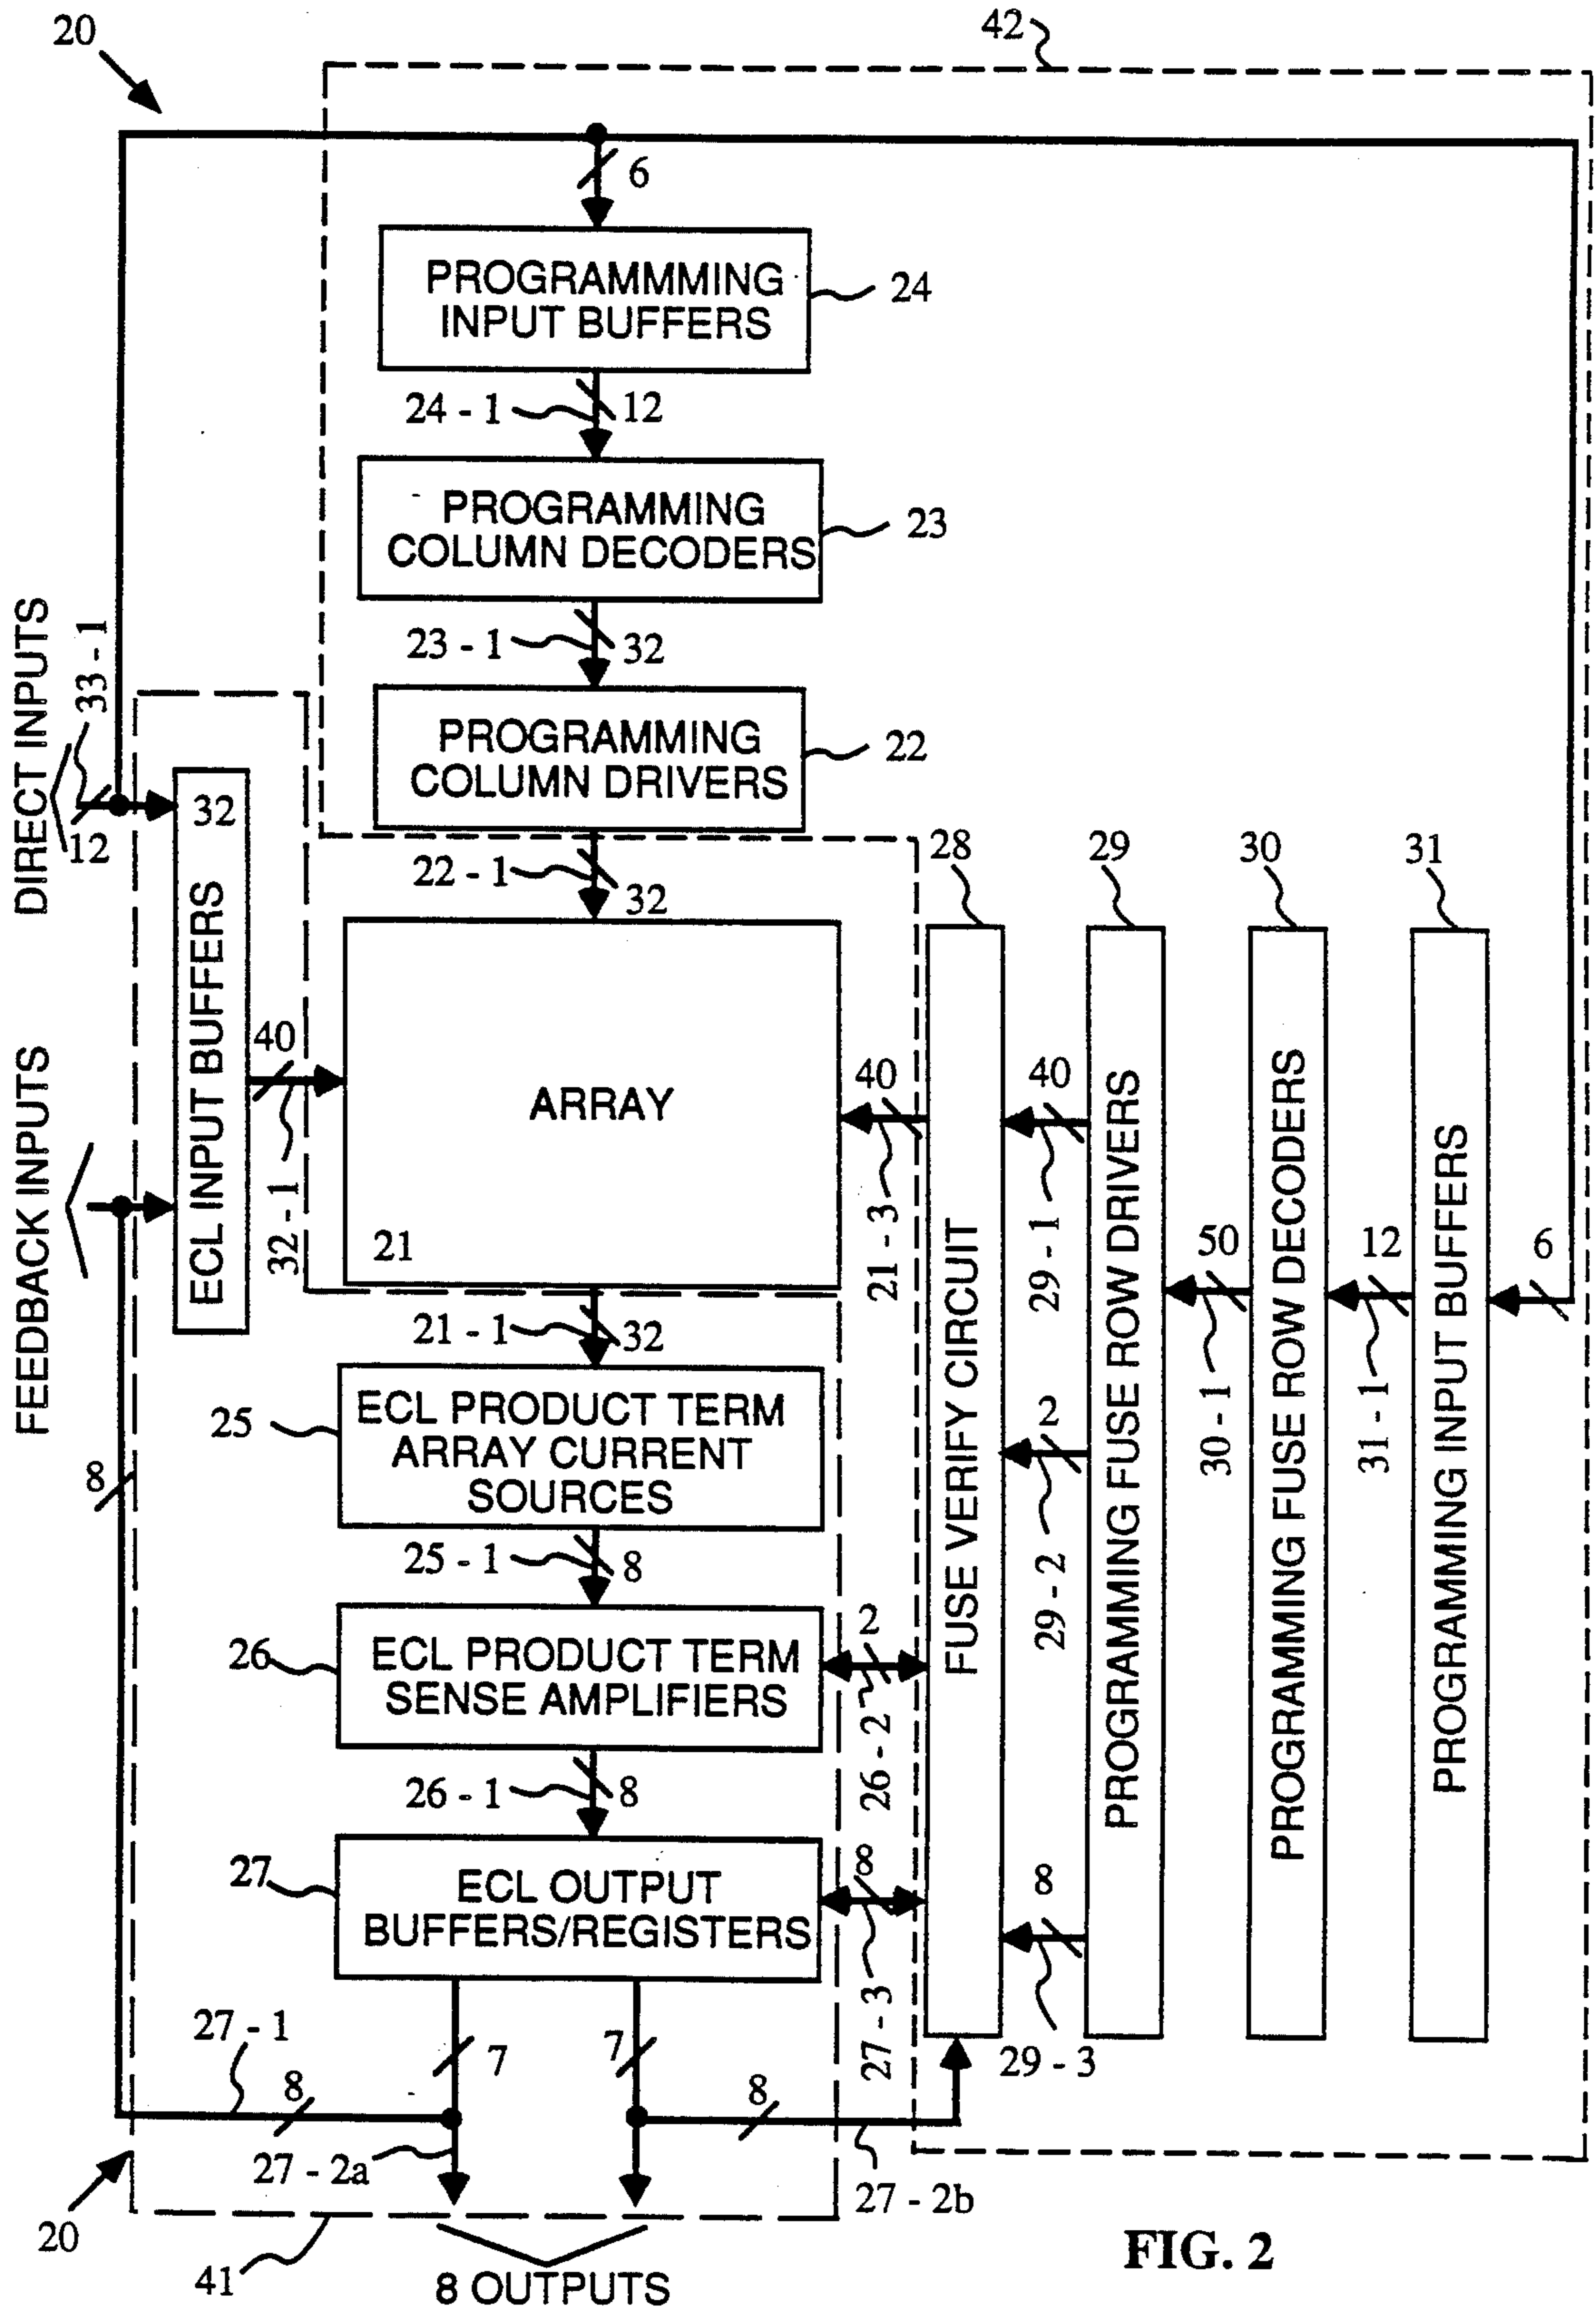 20
42
6
PROGRAMMMING
INPUT BUFFERS
24
24 - 1
12
PROGRAMMING
COLUMN DECODERS
23
23 - 1
32
PROGRAMMING
COLUMN DRIVERS
22
22 - 1
32
DIRECT INPUTS
33 - 1
12
32
ECL INPUT BUFFERS
FEEDBACK INPUTS
40
32 - 1
ARRAY
21
40
21 - 3
28
FUSE VERIFY CIRCUIT
40
29 - 1
2
29 - 2
8
29 - 3
29
PROGRAMMING FUSE ROW DRIVERS
50
30 - 1
30
PROGRAMMING FUSE ROW DECODERS
12
31 - 1
31
PROGRAMMING INPUT BUFFERS
6
21 - 1
32
25
ECL PRODUCT TERM
ARRAY CURRENT
SOURCES
8
25 - 1
8
26
ECL PRODUCT TERM
SENSE AMPLIFIERS
2
26 - 2
26 - 1
8
27
ECL OUTPUT
BUFFERS/REGISTERS
8
27 - 3
27 - 1
8
7
7
8
27 - 2a
27 - 2b
20
41
8 OUTPUTS
FIG. 2